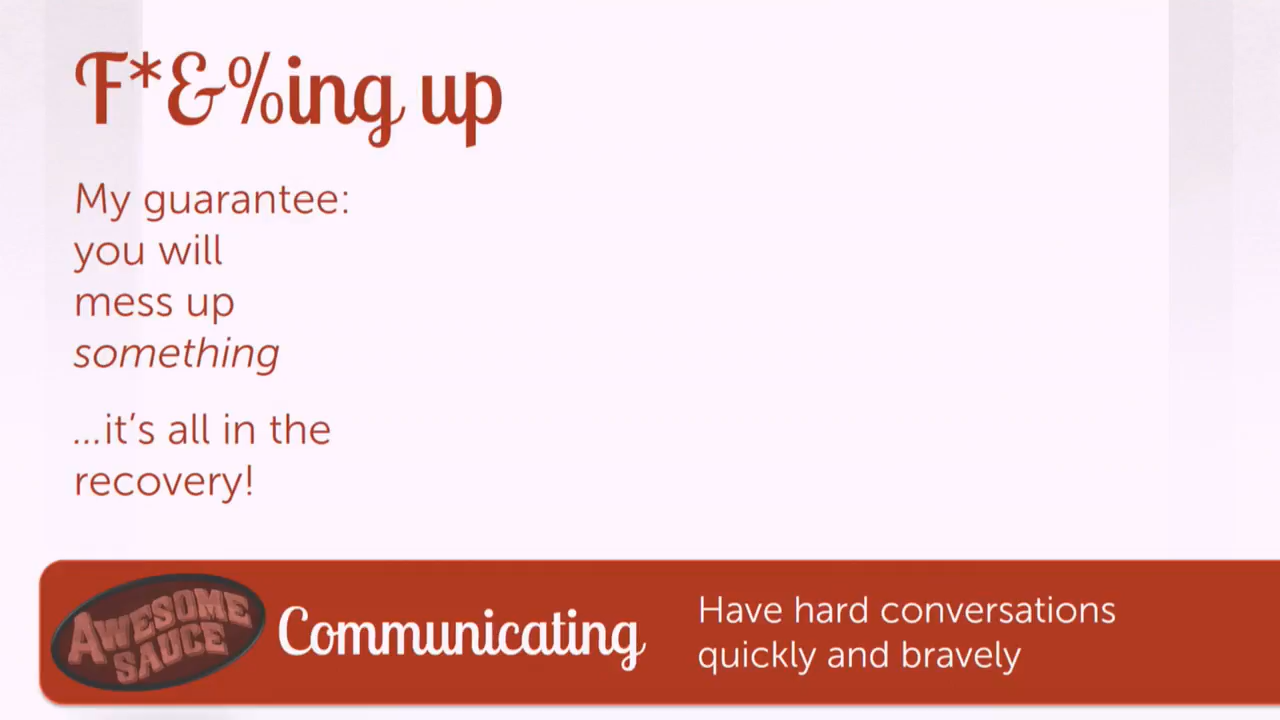 F*&%ing up
My guarantee:
you will
mess up
something
...it's all in the
recovery!
AWESOME
SAUCE
Communicating
Have hard conversations
quickly and bravely